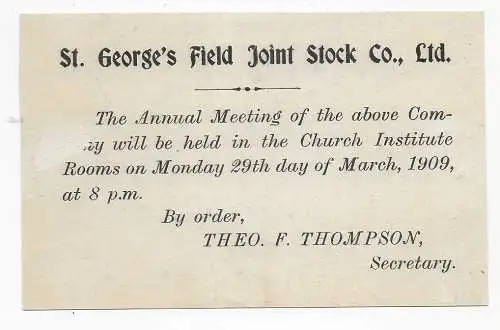 St. George's Field Joint Stock Co., Ltd.
The Annual Meeting of the above Com-
ny will be held in the Church Institute
Rooms on Monday 29th day of March, 1909,
at 8 p.m.
By order,
THEO. F. THOMPSON,
Secretary.